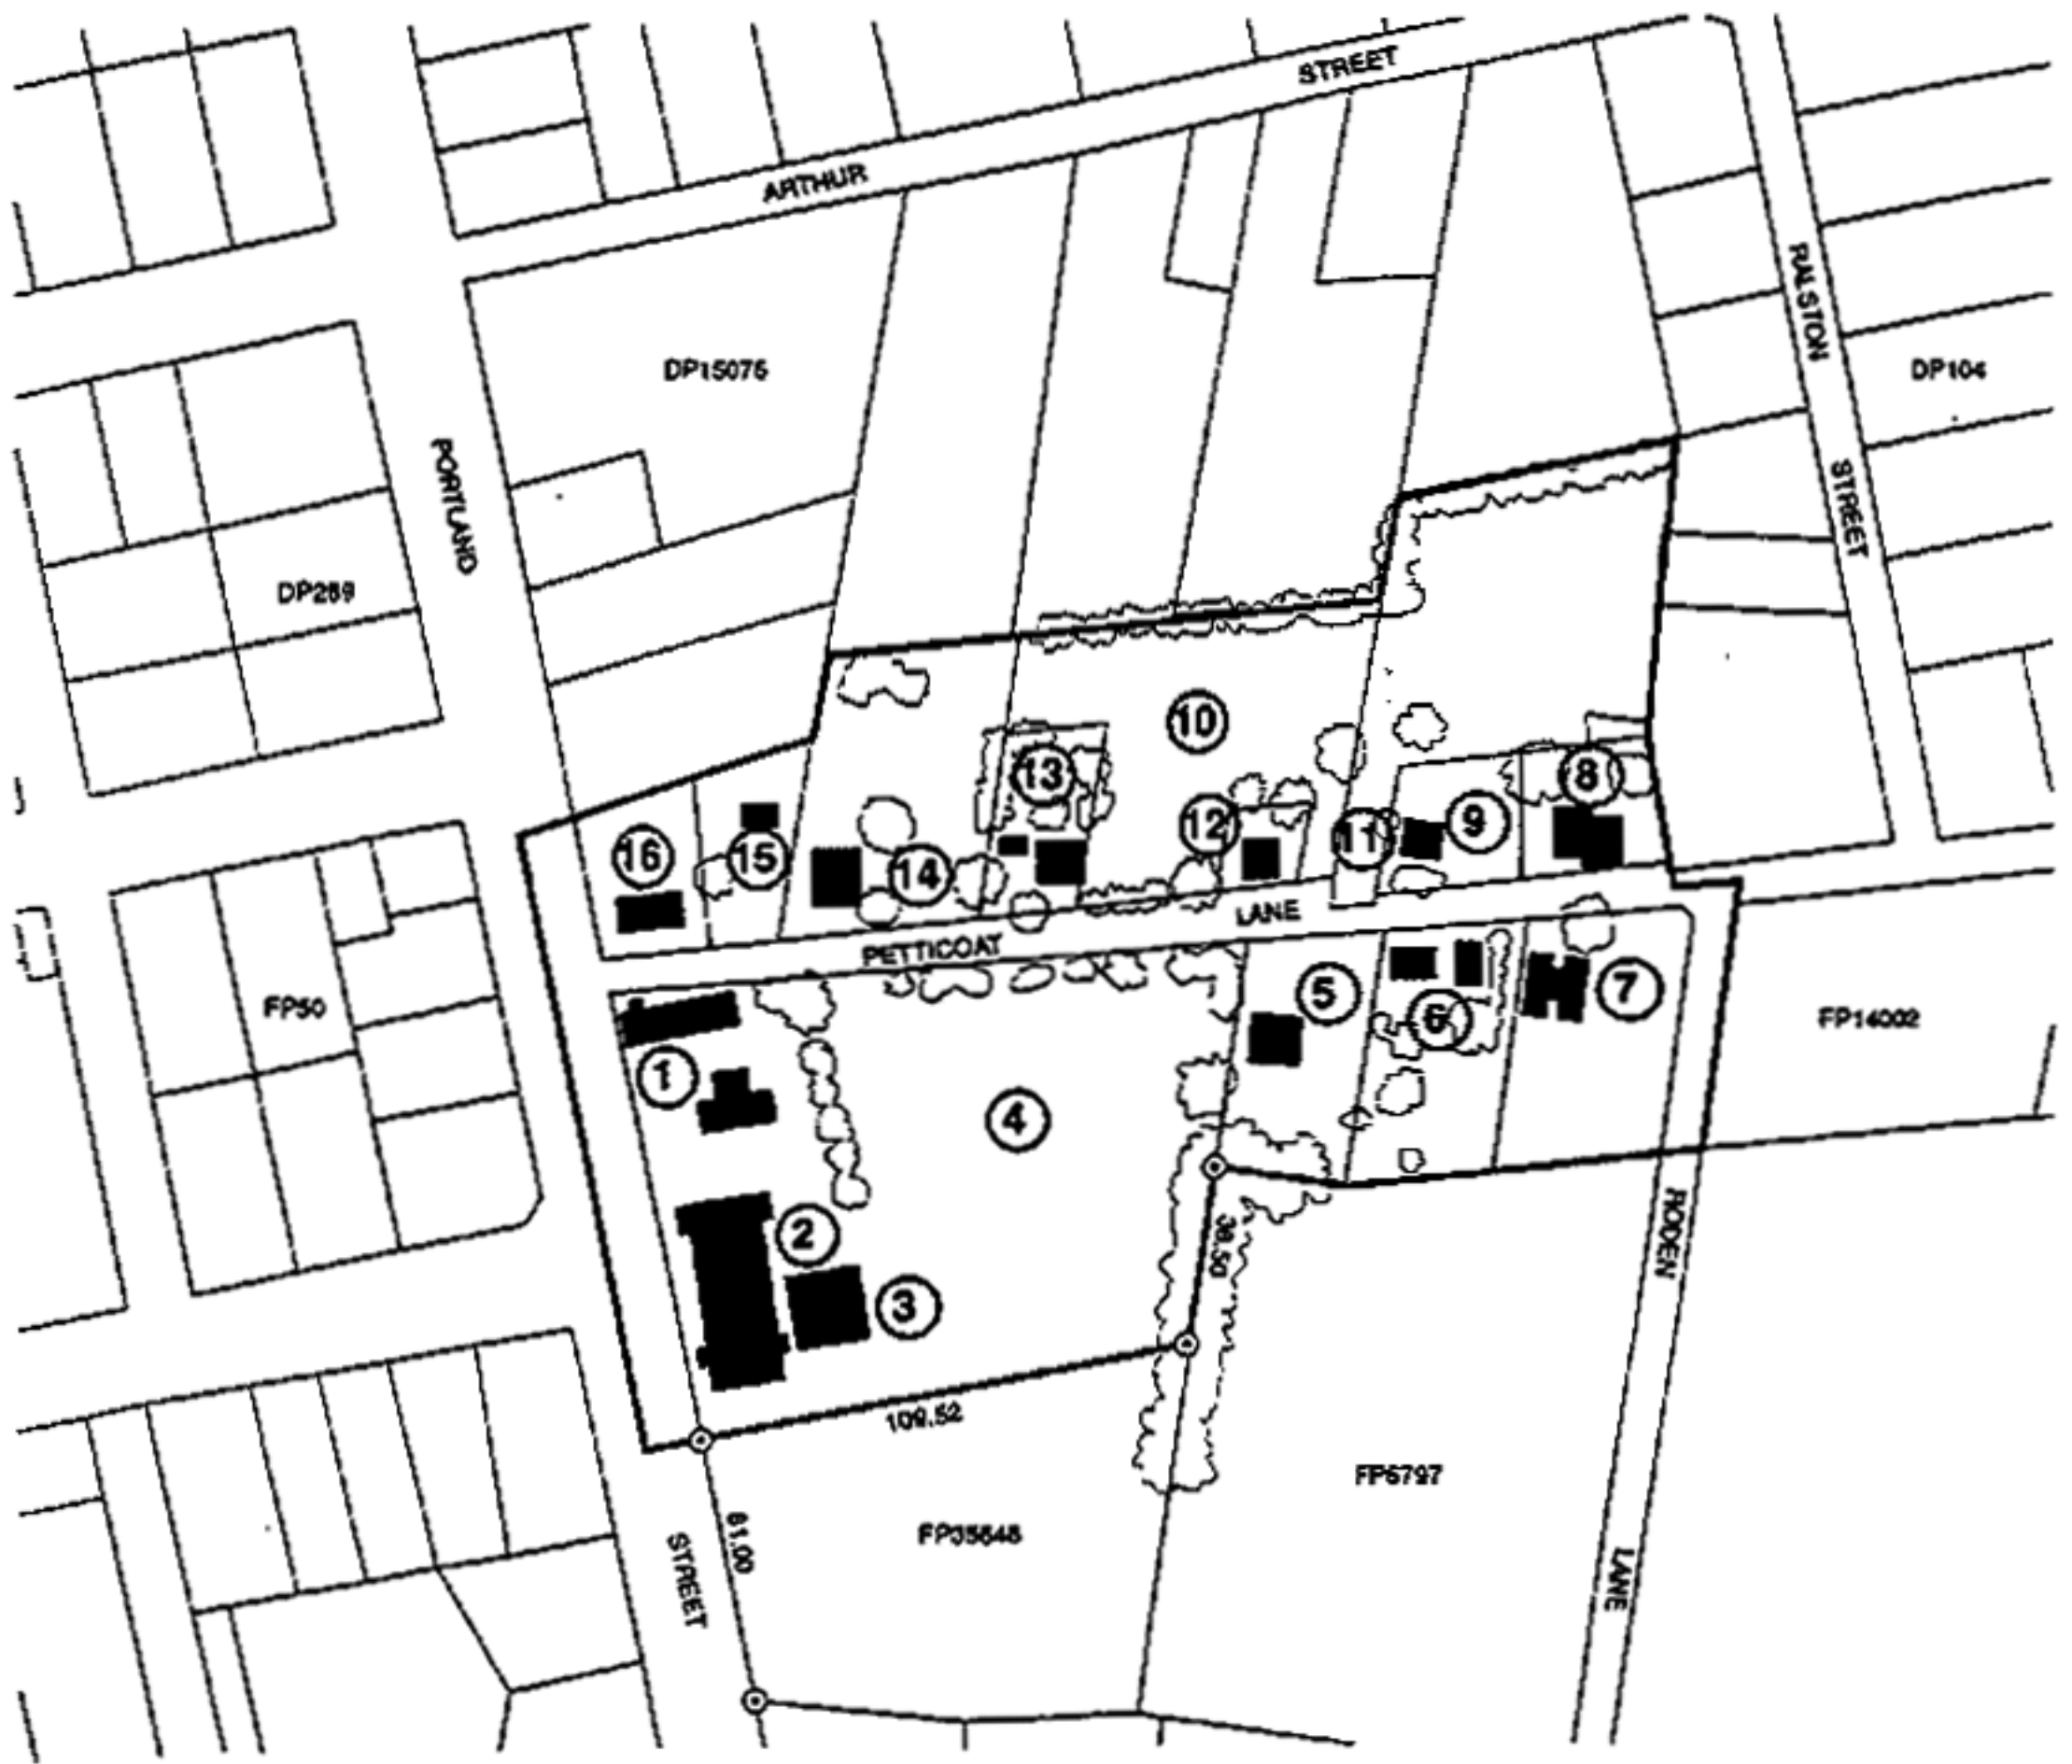 STREET
ARTHUR
RALSTON
DP15075
DP104
PORTLAND
STREET
DP289
10
13
8
12
11
9
16
15
14
LANE
PETTICOAT
5
7
FP50
6
FP14002
1
4
2
RODEN
38.50
3
109.52
FP6797
61.00
FP35848
STREET
LANE